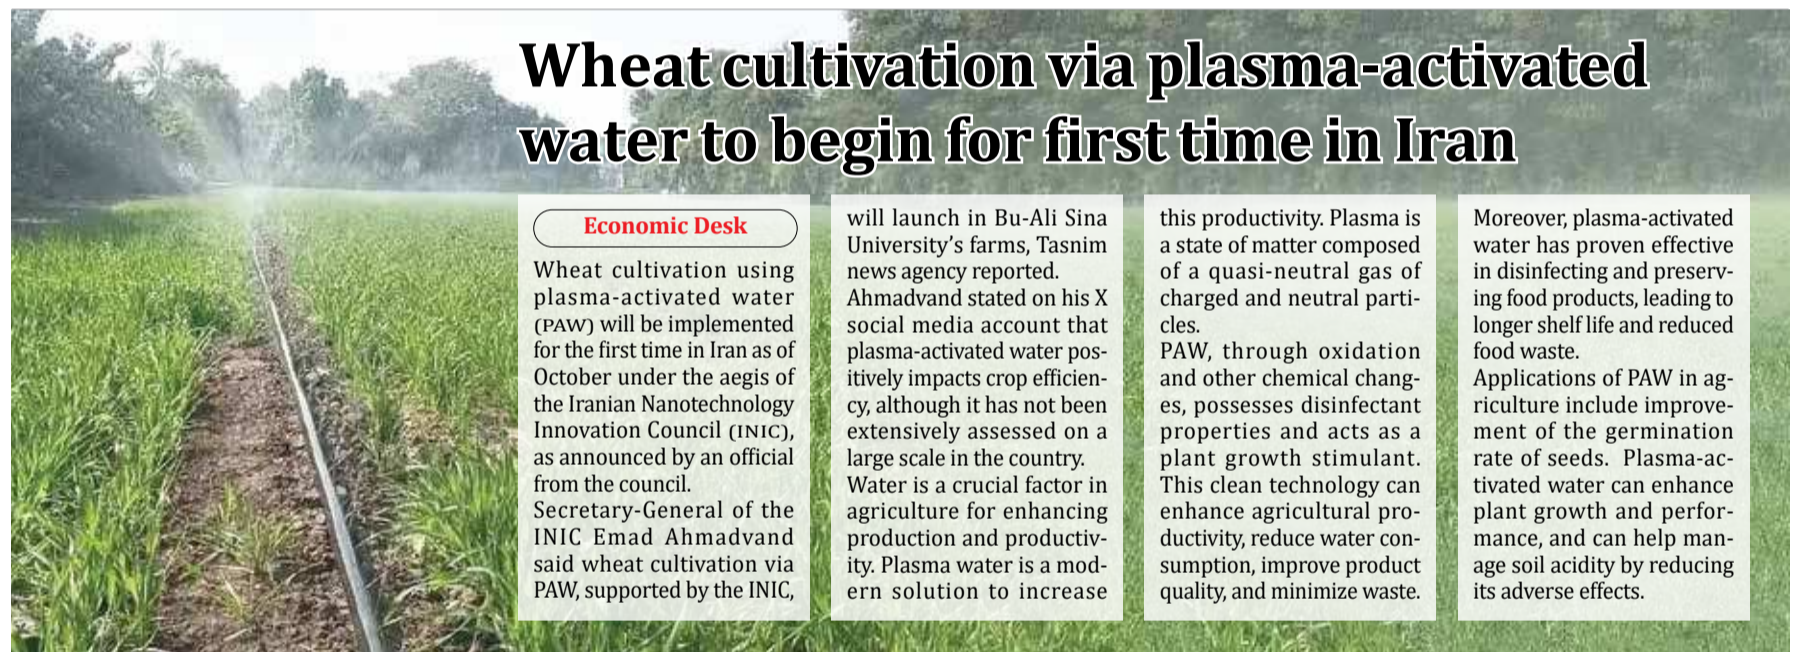 Wheat cultivation via plasma-activated
water to begin for first time in Iran
Economic Desk
Wheat cultivation using
plasma-activated water
(PAW) will be implemented
for the first time in Iran as of
October under the aegis of
the Iranian Nanotechnology
Innovation Council (INIC),
as announced by an official
from the council.
Secretary-General of the
INIC Emad Ahmadvand
said wheat cultivation via
PAW, supported by the INIC,
will launch in Bu-Ali Sina
University's farms, Tasnim
news agency reported.
Ahmadvand stated on his X
social media account that
plasma-activated water pos-
itively impacts crop efficien-
cy, although it has not been
extensively assessed on a
large scale in the country.
Water is a crucial factor in
agriculture for enhancing
production and productiv-
ity. Plasma water is a mod-
ern solution to increase
this productivity. Plasma is
a state of matter composed
of a quasi-neutral gas of
charged and neutral parti-
cles.
PAW, through oxidation
and other chemical chang-
es, possesses disinfectant
properties and acts as a
plant growth stimulant.
This clean technology can
enhance agricultural pro-
ductivity, reduce water con-
sumption, improve product
quality, and minimize waste.
Moreover, plasma-activated
water has proven effective
in disinfecting and preserv-
ing food products, leading to
longer shelf life and reduced
food waste.
Applications of PAW in ag-
riculture include improve-
ment of the germination
rate of seeds. Plasma-ac-
tivated water can enhance
plant growth and perfor-
mance, and can help man-
age soil acidity by reducing
its adverse effects.